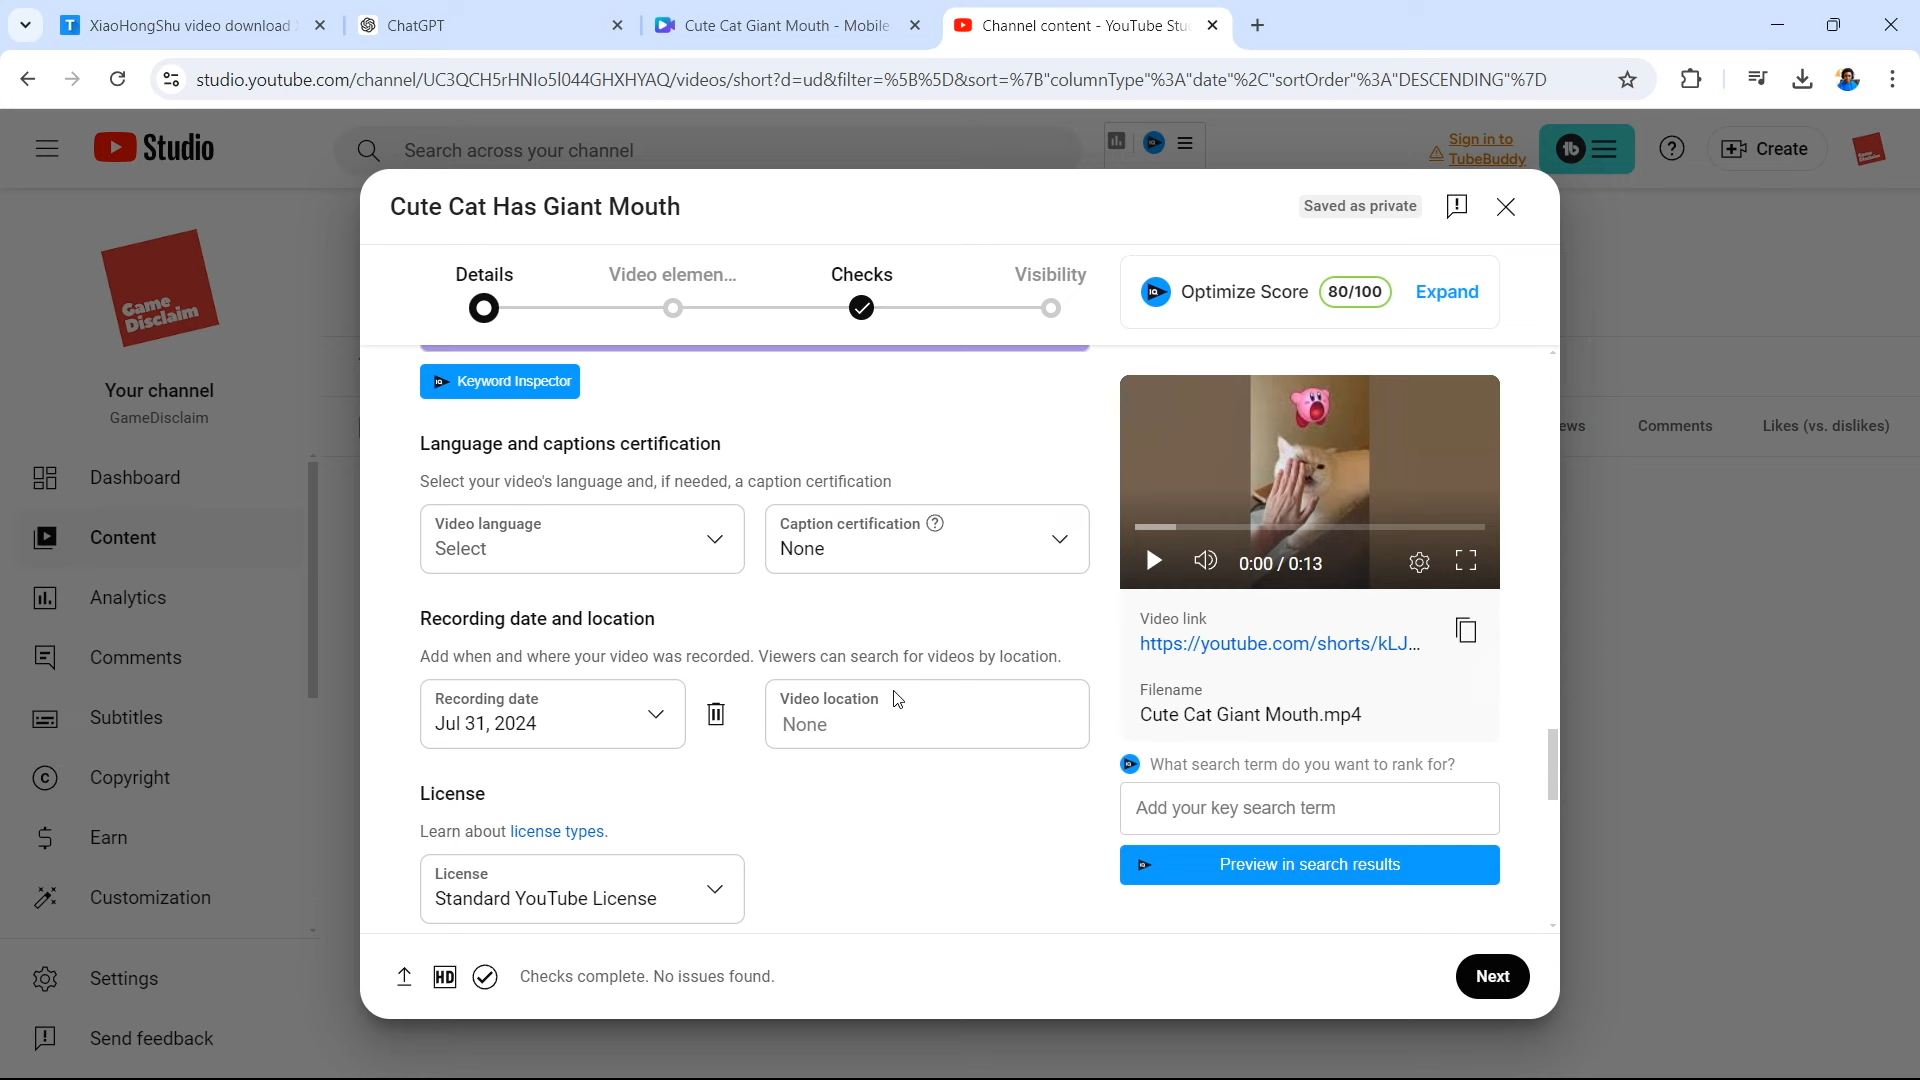 XiaoHongShu video download
ChatGPT
Cute Cat Giant Mouth - Mobile
Channel content - YouTube Stu
studio.youtube.com/channel/UC3QCH5rHNIo5l044GHXHYAQ/videos/short?d=ud&filter=%5B%5D&sort=%7B"columnType"%3A"date"%2C"sortOrder"%3A"DESCENDING"%7D
Studio
Search across your channel
Sign in to
TubeBuddy
Create
Cute Cat Has Giant Mouth
Saved as private
Details
Video elemen...
Checks
Visibility
Optimize Score
80/100
Expand
Game
Disclaim
Your channel
GameDisclaim
Dashboard
Content
Analytics
Comments
Subtitles
Copyright
Earn
Customization
Settings
Send feedback
Keyword Inspector
Language and captions certification
Select your video's language and, if needed, a caption certification
Video language
Select
Caption certification
None
Recording date and location
Add when and where your video was recorded. Viewers can search for videos by location.
Recording date
Jul 31, 2024
Video location
None
License
Learn about license types.
License
Standard YouTube License
0:00 / 0:13
Video link
https://youtube.com/shorts/kLJ...
Filename
Cute Cat Giant Mouth.mp4
What search term do you want to rank for?
Add your key search term
Preview in search results
ews
Comments
Likes (vs. dislikes)
HD
Checks complete. No issues found.
Next